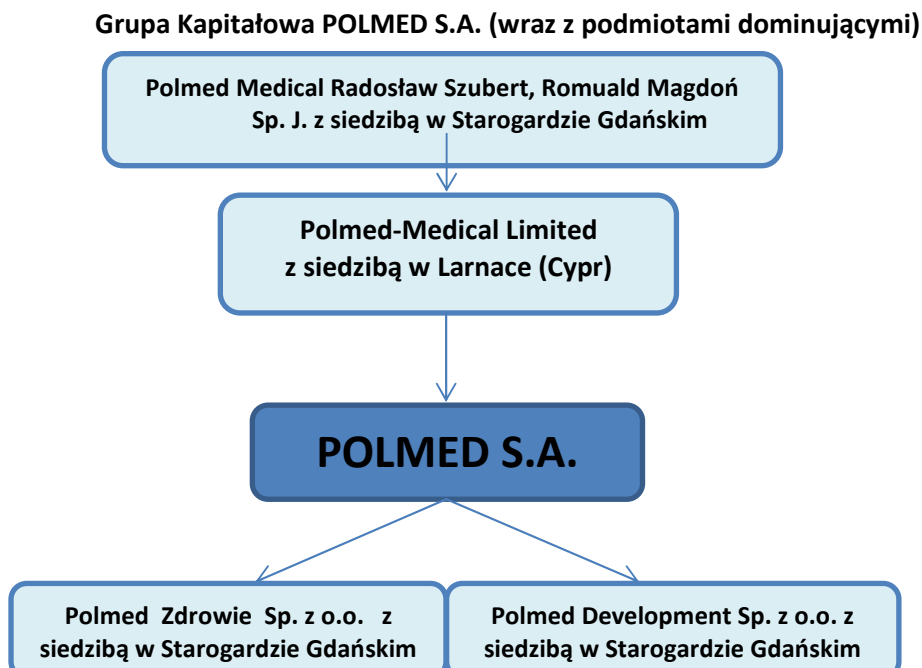 Grupa Kapitałowa POLMED S.A. (wraz z podmiotami dominującymi)
Polmed Medical Radosław Szubert, Romuald Magdoń
Sp. J. z siedzibą w Starogardzie Gdańskim
Polmed-Medical Limited
z siedzibą w Larnace (Cypr)
POLMED S.A.
Polmed Zdrowie Sp. z o.o. z
siedzibą w Starogardzie Gdańskim
Polmed Development Sp. z o.o. z
siedzibą w Starogardzie Gdańskim